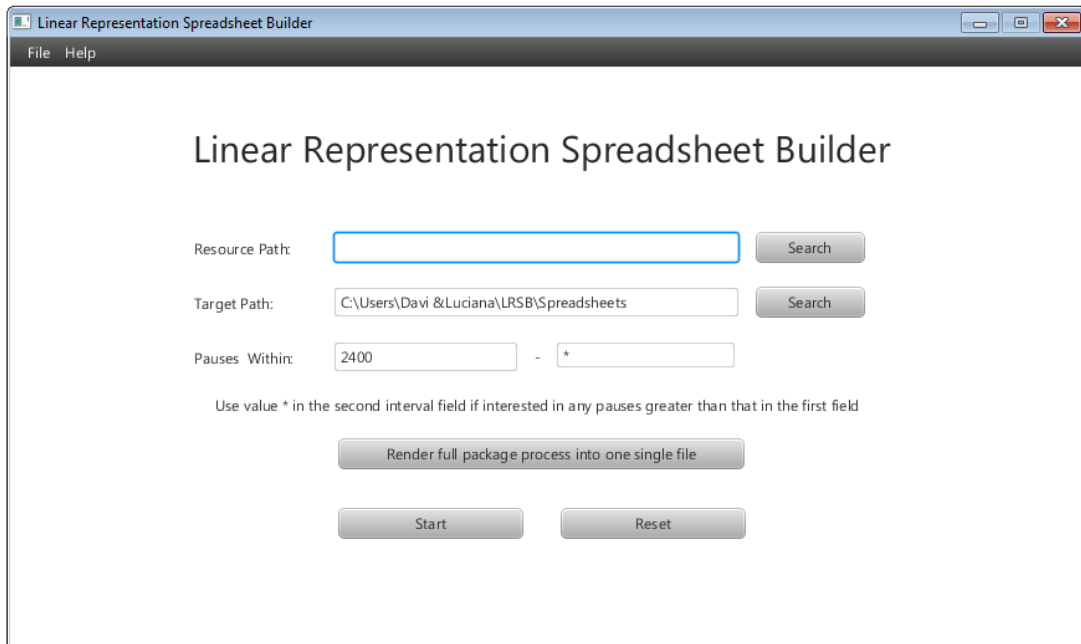 Linear Representation Spreadsheet Builder
File Help
Linear Representation Spreadsheet Builder
Resource Path: Search
Target Path: C:\Users\Davi &Luciana\LRSB\Spreadsheets Search
Pauses Within: 2400 - *
Use value * in the second interval field if interested in any pauses greater than that in the first field
Render full package process into one single file
Start Reset